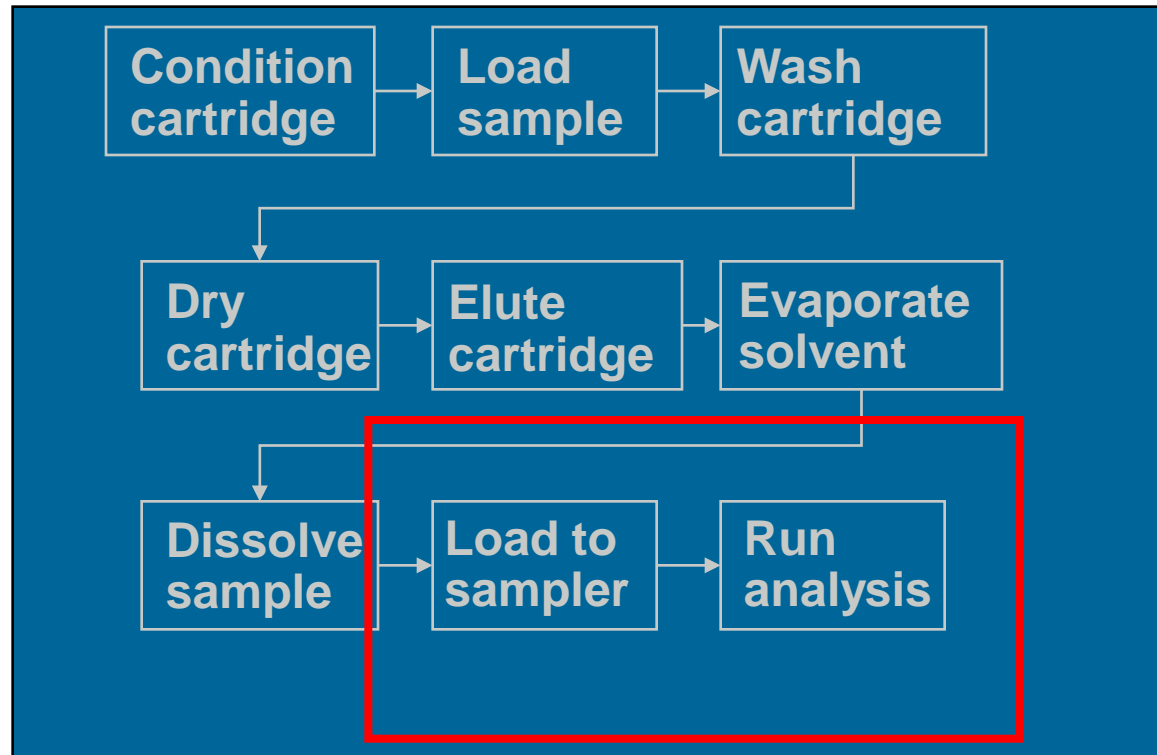 Condition
cartridge
Load
sample
Wash
cartridge
Dry
cartridge
Elute
cartridge
Evaporate
solvent
Dissolve
sample
Load to
sampler
Run
analysis